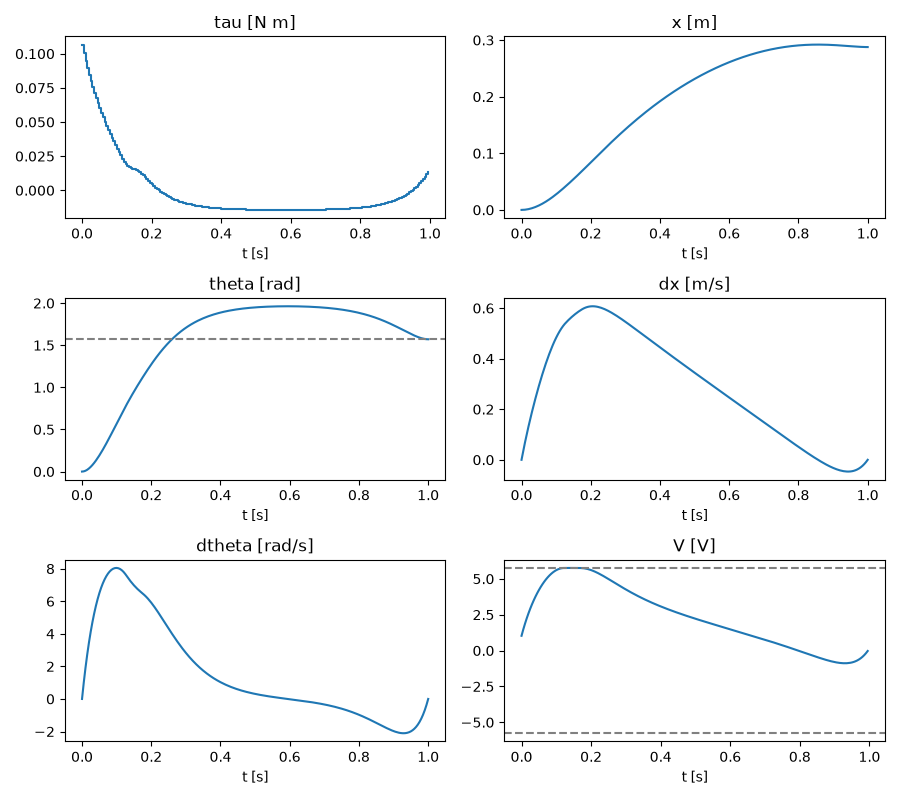 tau [N m]
0.100
0.075
0.050
0.025
0.000
0.0 0.2 0.4 0.6 0.8 1.0
t [s]
x [m]
0.3
0.2
0.1
0.0
0.0 0.2 0.4 0.6 0.8 1.0
t [s]
theta [rad]
2.0
1.5
1.0
0.5
0.0
0.0 0.2 0.4 0.6 0.8 1.0
t [s]
dx [m/s]
0.6
0.4
0.2
0.0
0.0 0.2 0.4 0.6 0.8 1.0
t [s]
dtheta [rad/s]
8
6
4
2
0
−2
0.0 0.2 0.4 0.6 0.8 1.0
t [s]
V [V]
5.0
2.5
0.0
−2.5
−5.0
0.0 0.2 0.4 0.6 0.8 1.0
t [s]